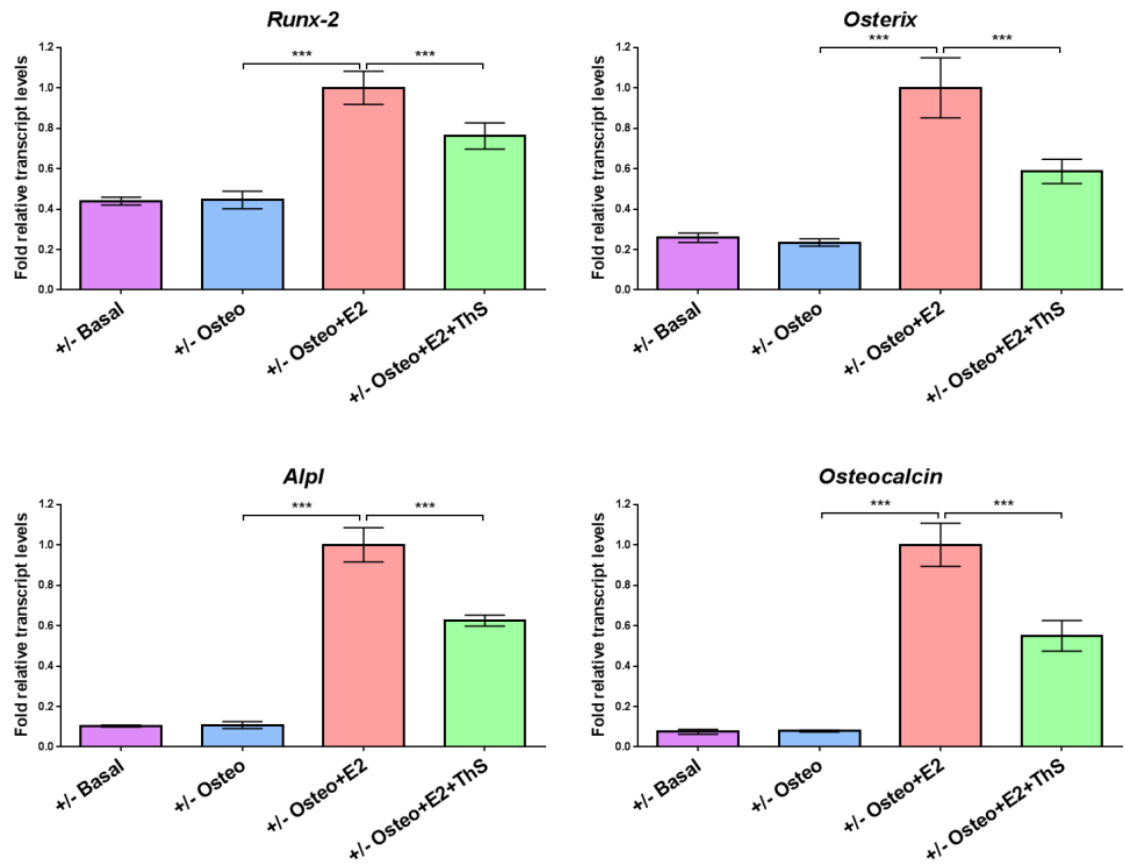 Runx-2
Fold relative transcript levels
1.2
1.0
0.8
0.6
0.4
0.2
0.0
***
***
+/- Basal
+/- Osteo
+/- Osteo+E2
+/- Osteo+E2+ThS
Osterix
Fold relative transcript levels
1.2
1.0
0.8
0.6
0.4
0.2
0.0
***
***
+/- Basal
+/- Osteo
+/- Osteo+E2
+/- Osteo+E2+ThS
Alpl
Fold relative transcript levels
1.2
1.0
0.8
0.6
0.4
0.2
0.0
***
***
+/- Basal
+/- Osteo
+/- Osteo+E2
+/- Osteo+E2+ThS
Osteocalcin
Fold relative transcript levels
1.2
1.0
0.8
0.6
0.4
0.2
0.0
***
***
+/- Basal
+/- Osteo
+/- Osteo+E2
+/- Osteo+E2+ThS